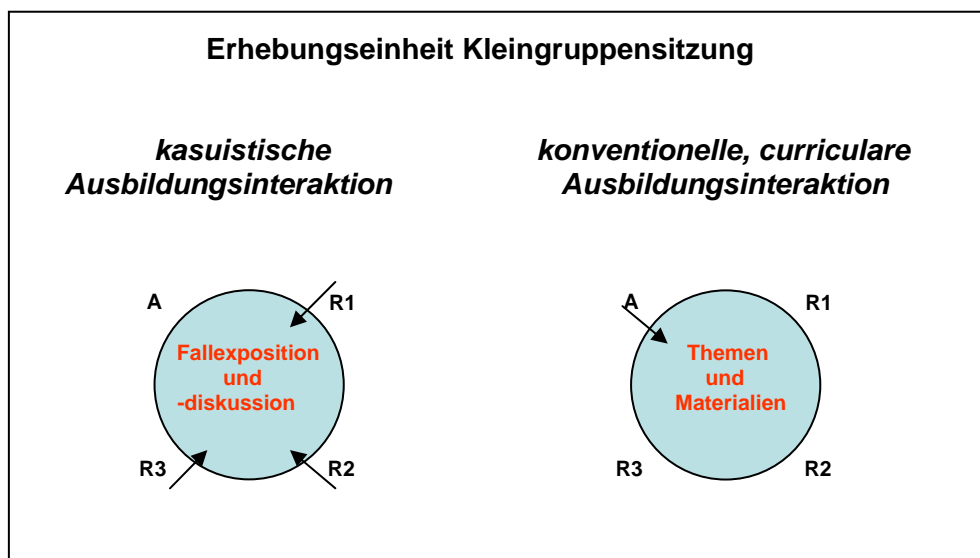 Erhebungseinheit Kleingruppensitzung
kasuistische
Ausbildungsinteraktion
konventionelle, curriculare
Ausbildungsinteraktion
A
R1
Fallexposition
und
-diskussion
R3
R2
A
R1
Themen
und
Materialien
R3
R2